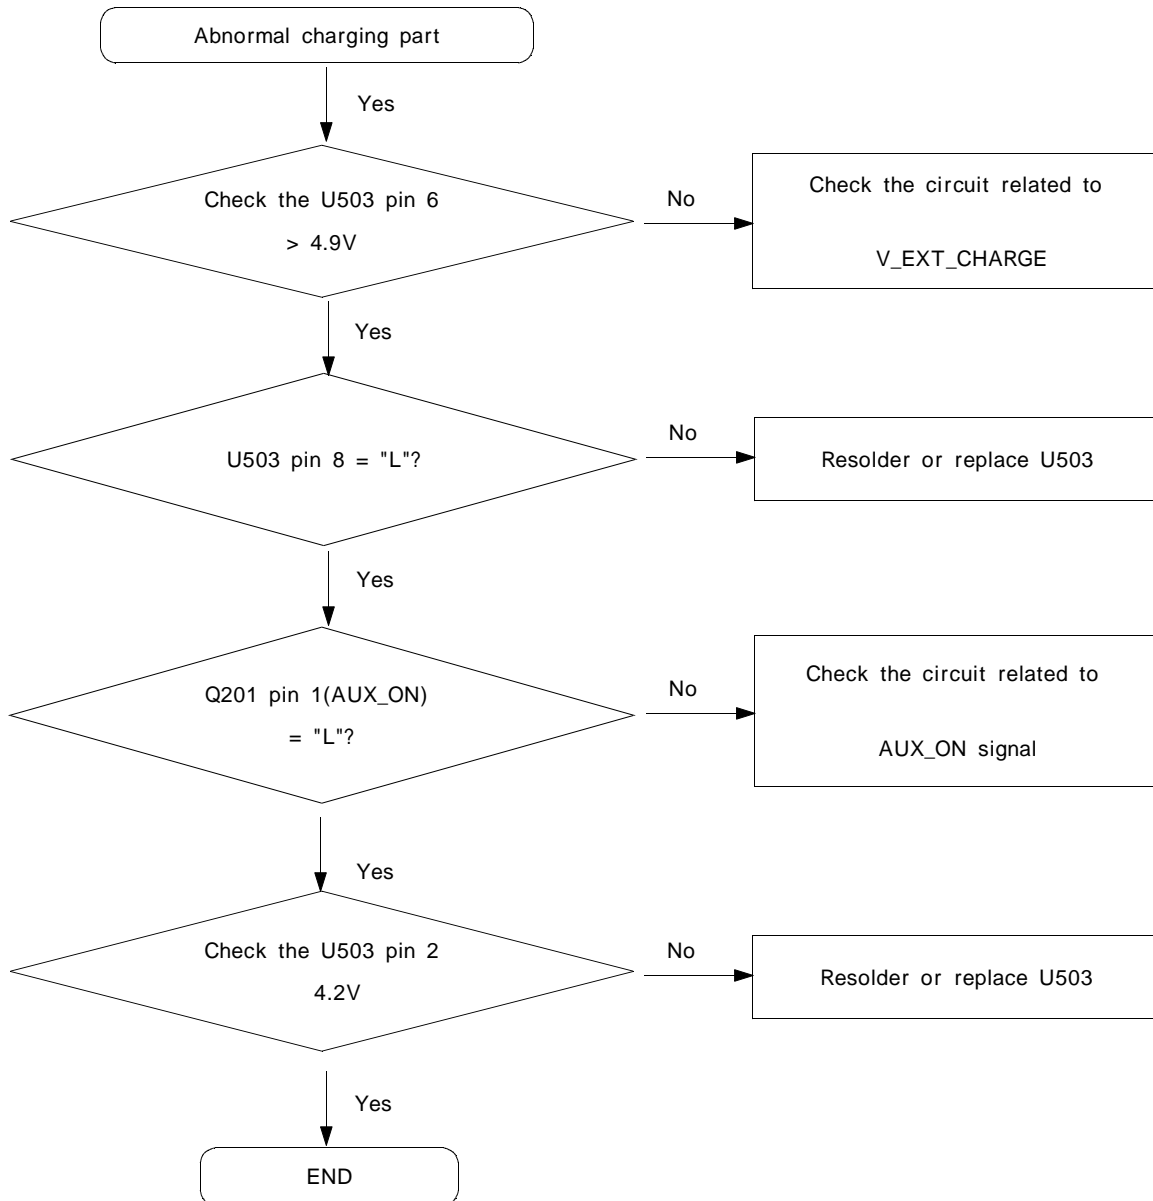 Abnormal charging part
Yes
Check the U503 pin 6
> 4.9V
No
Check the circuit related to
V_EXT_CHARGE
Yes
U503 pin 8 = "L"?
No
Resolder or replace U503
Yes
Q201 pin 1(AUX_ON)
= "L"?
No
Check the circuit related to
AUX_ON signal
Yes
Check the U503 pin 2
4.2V
No
Resolder or replace U503
Yes
END